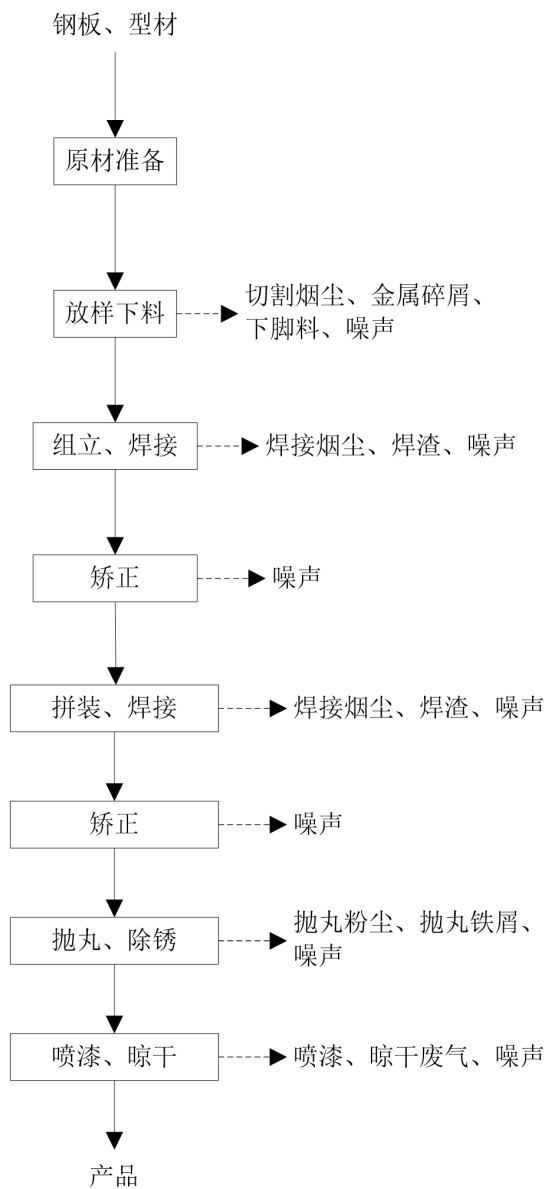 钢板、型材
原材准备
放样下料
切割烟尘、金属碎屑、
下脚料、噪声
组立、焊接
焊接烟尘、焊渣、噪声
矫正
噪声
拼装、焊接
焊接烟尘、焊渣、噪声
矫正
噪声
抛丸、除锈
抛丸粉尘、抛丸铁屑、
噪声
喷漆、晾干
喷漆、晾干废气、噪声
产品